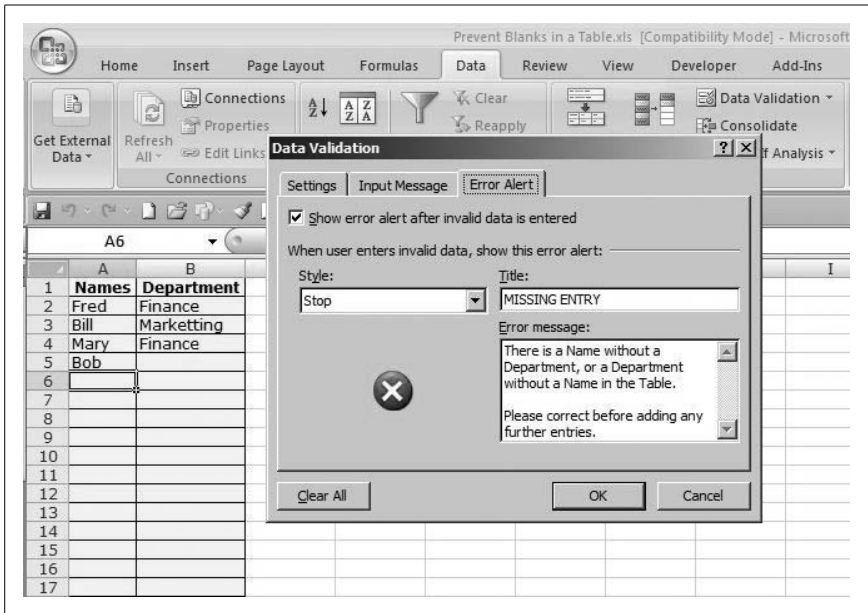 Prevent Blanks in a Table.xls [Compatibility Mode] - Microsoft
Home Insert Page Layout Formulas Data Review View Developer Add-Ins
Get External Data
Refresh All
Connections
Properties
Edit Links
Connections
Clear
Reapply
Data Validation
Consolidate
f Analysis
A6
A B I
1 Names Department
2 Fred Finance
3 Bill Marketting
4 Mary Finance
5 Bob
6
7
8
9
10
11
12
13
14
15
16
17
Data Validation
Settings Input Message Error Alert
Show error alert after invalid data is entered
When user enters invalid data, show this error alert:
Style: Title:
Stop MISSING ENTRY
Error message:
There is a Name without a
Department, or a Department
without a Name in the Table.
Please correct before adding any
further entries.
Clear All OK Cancel